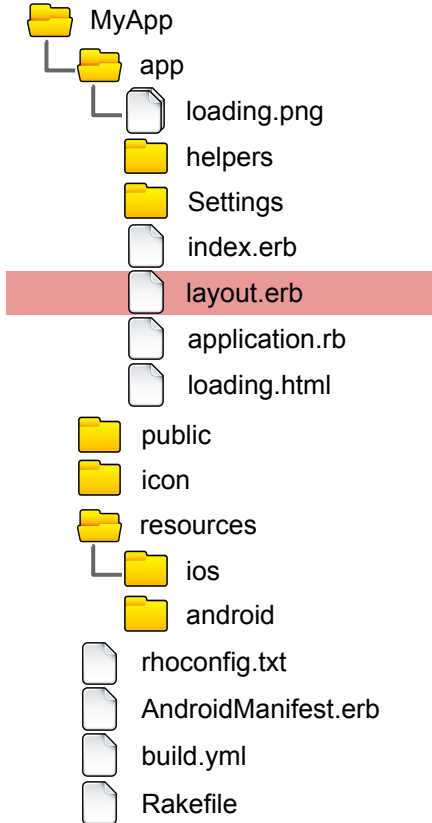 MyApp
app
loading.png
helpers
Settings
index.erb
layout.erb
application.rb
loading.html
public
icon
resources
ios
android
rhoconfig.txt
AndroidManifest.erb
build.yml
Rakefile